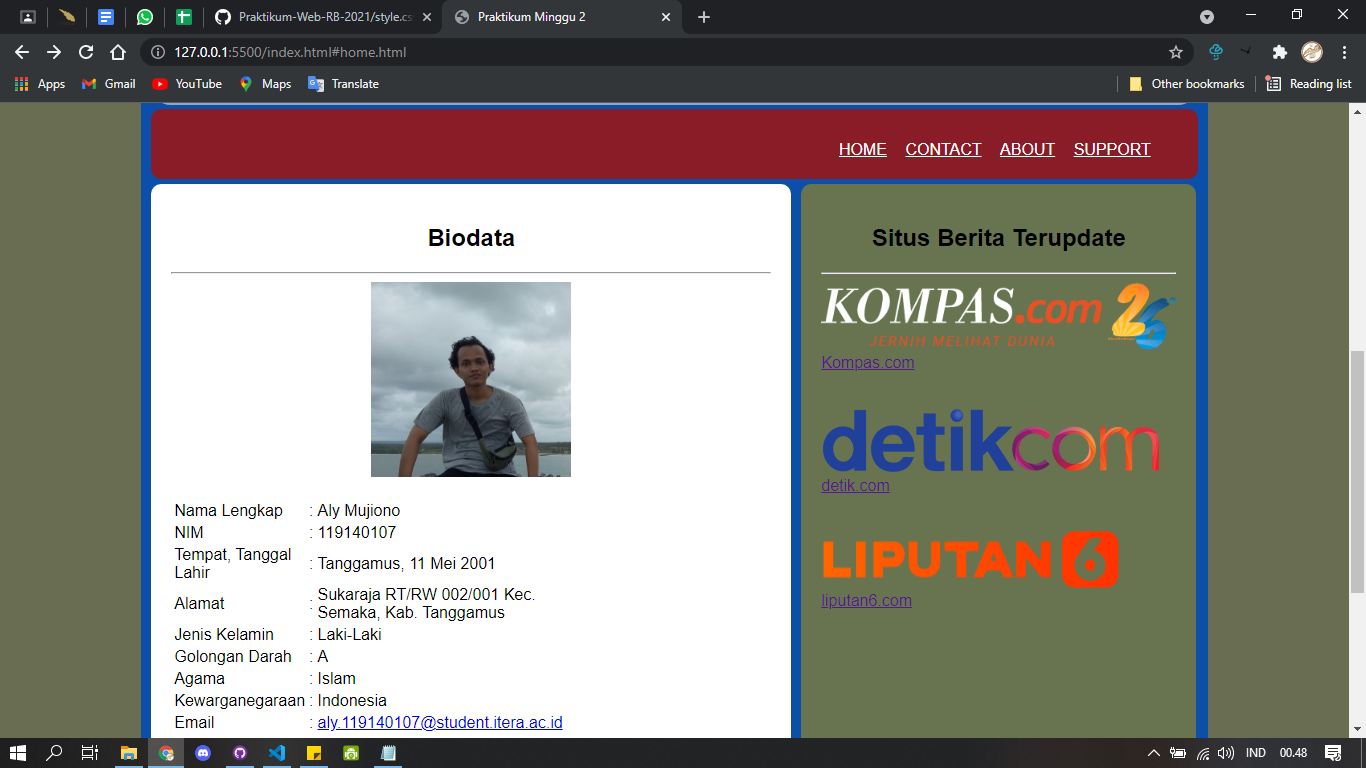 Praktikum-Web-RB-2021/style.cs
Praktikum Minggu 2
127.0.0.1:5500/index.html#home.html
Apps
Gmail
YouTube
Maps
Translate
Other bookmarks
Reading list
HOME CONTACT ABOUT SUPPORT
Biodata
Nama Lengkap : Aly Mujiono
NIM : 119140107
Tempat, Tanggal
Lahir : Tanggamus, 11 Mei 2001
Alamat : Sukaraja RT/RW 002/001 Kec.
Semaka, Kab. Tanggamus
Jenis Kelamin : Laki-Laki
Golongan Darah : A
Agama : Islam
Kewarganegaraan : Indonesia
Email : aly.119140107@student.itera.ac.id
Situs Berita Terupdate
KOMPAS.com 26
JERNIH MELIHAT DUNIA
Kompas.com
detikcom
detik.com
LIPUTAN 6
liputan6.com
IND
00.48